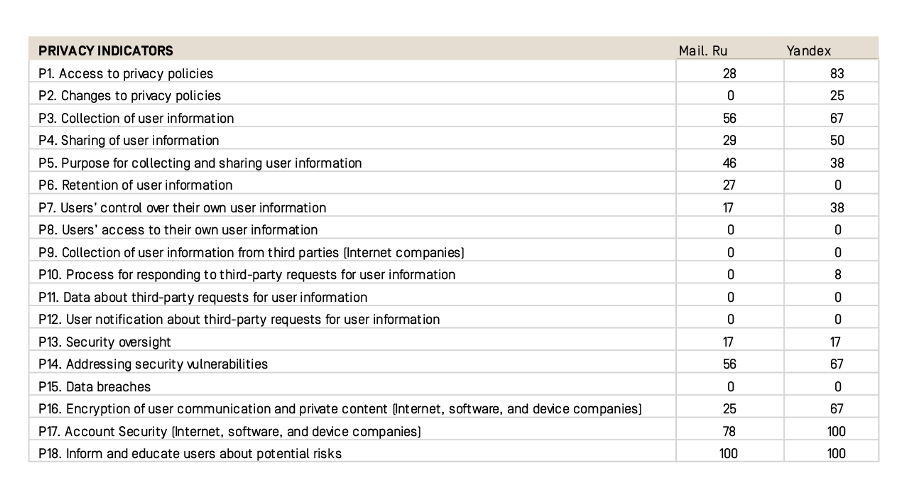 PRIVACY INDICATORS Mail. Ru Yandex
P1. Access to privacy policies 28 83
P2. Changes to privacy policies 0 25
P3. Collection of user information 56 67
P4. Sharing of user information 29 50
P5. Purpose for collecting and sharing user information 46 38
P6. Retention of user information 27 0
P7. Users' control over their own user information 17 38
P8. Users' access to their own user information 0 0
P9. Collection of user information from third parties (Internet companies) 0 0
P10. Process for responding to third-party requests for user information 0 8
P11. Data about third-party requests for user information 0 0
P12. User notification about third-party requests for user information 0 0
P13. Security oversight 17 17
P14. Addressing security vulnerabilities 56 67
P15. Data breaches 0 0
P16. Encryption of user communication and private content (Internet, software, and device companies) 25 67
P17. Account Security (Internet, software, and device companies) 78 100
P18. Inform and educate users about potential risks 100 100